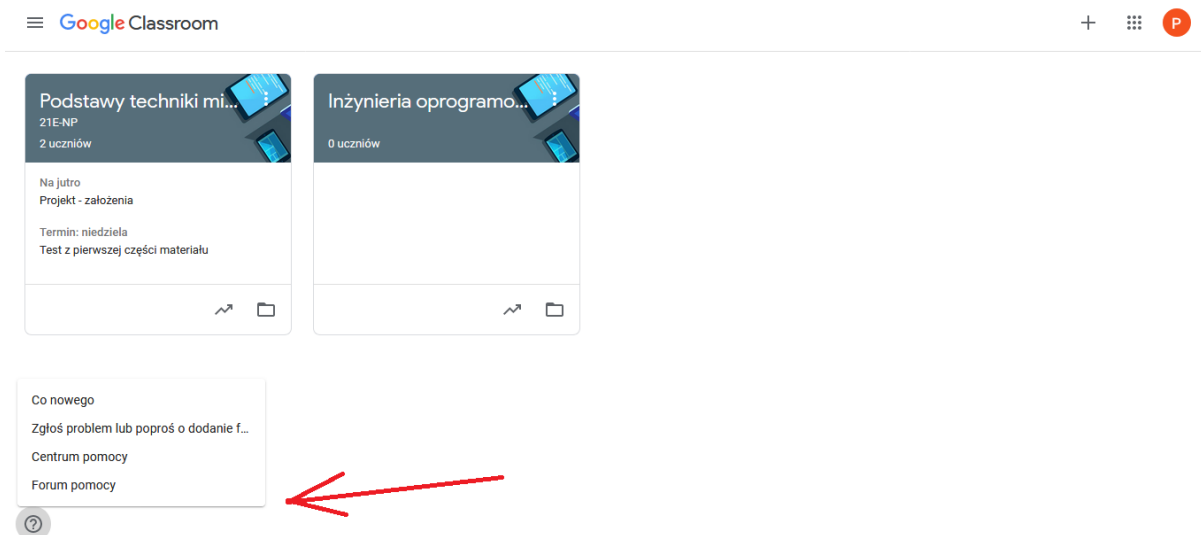 Google Classroom
P
Podstawy techniki mi...
21E-NP
2 uczniów
Na jutro
Projekt - założenia
Termin: niedziela
Test z pierwszej części materiału
Inżynieria oprogramo...
0 uczniów
Co nowego
Zgłoś problem lub poproś o dodanie f...
Centrum pomocy
Forum pomocy